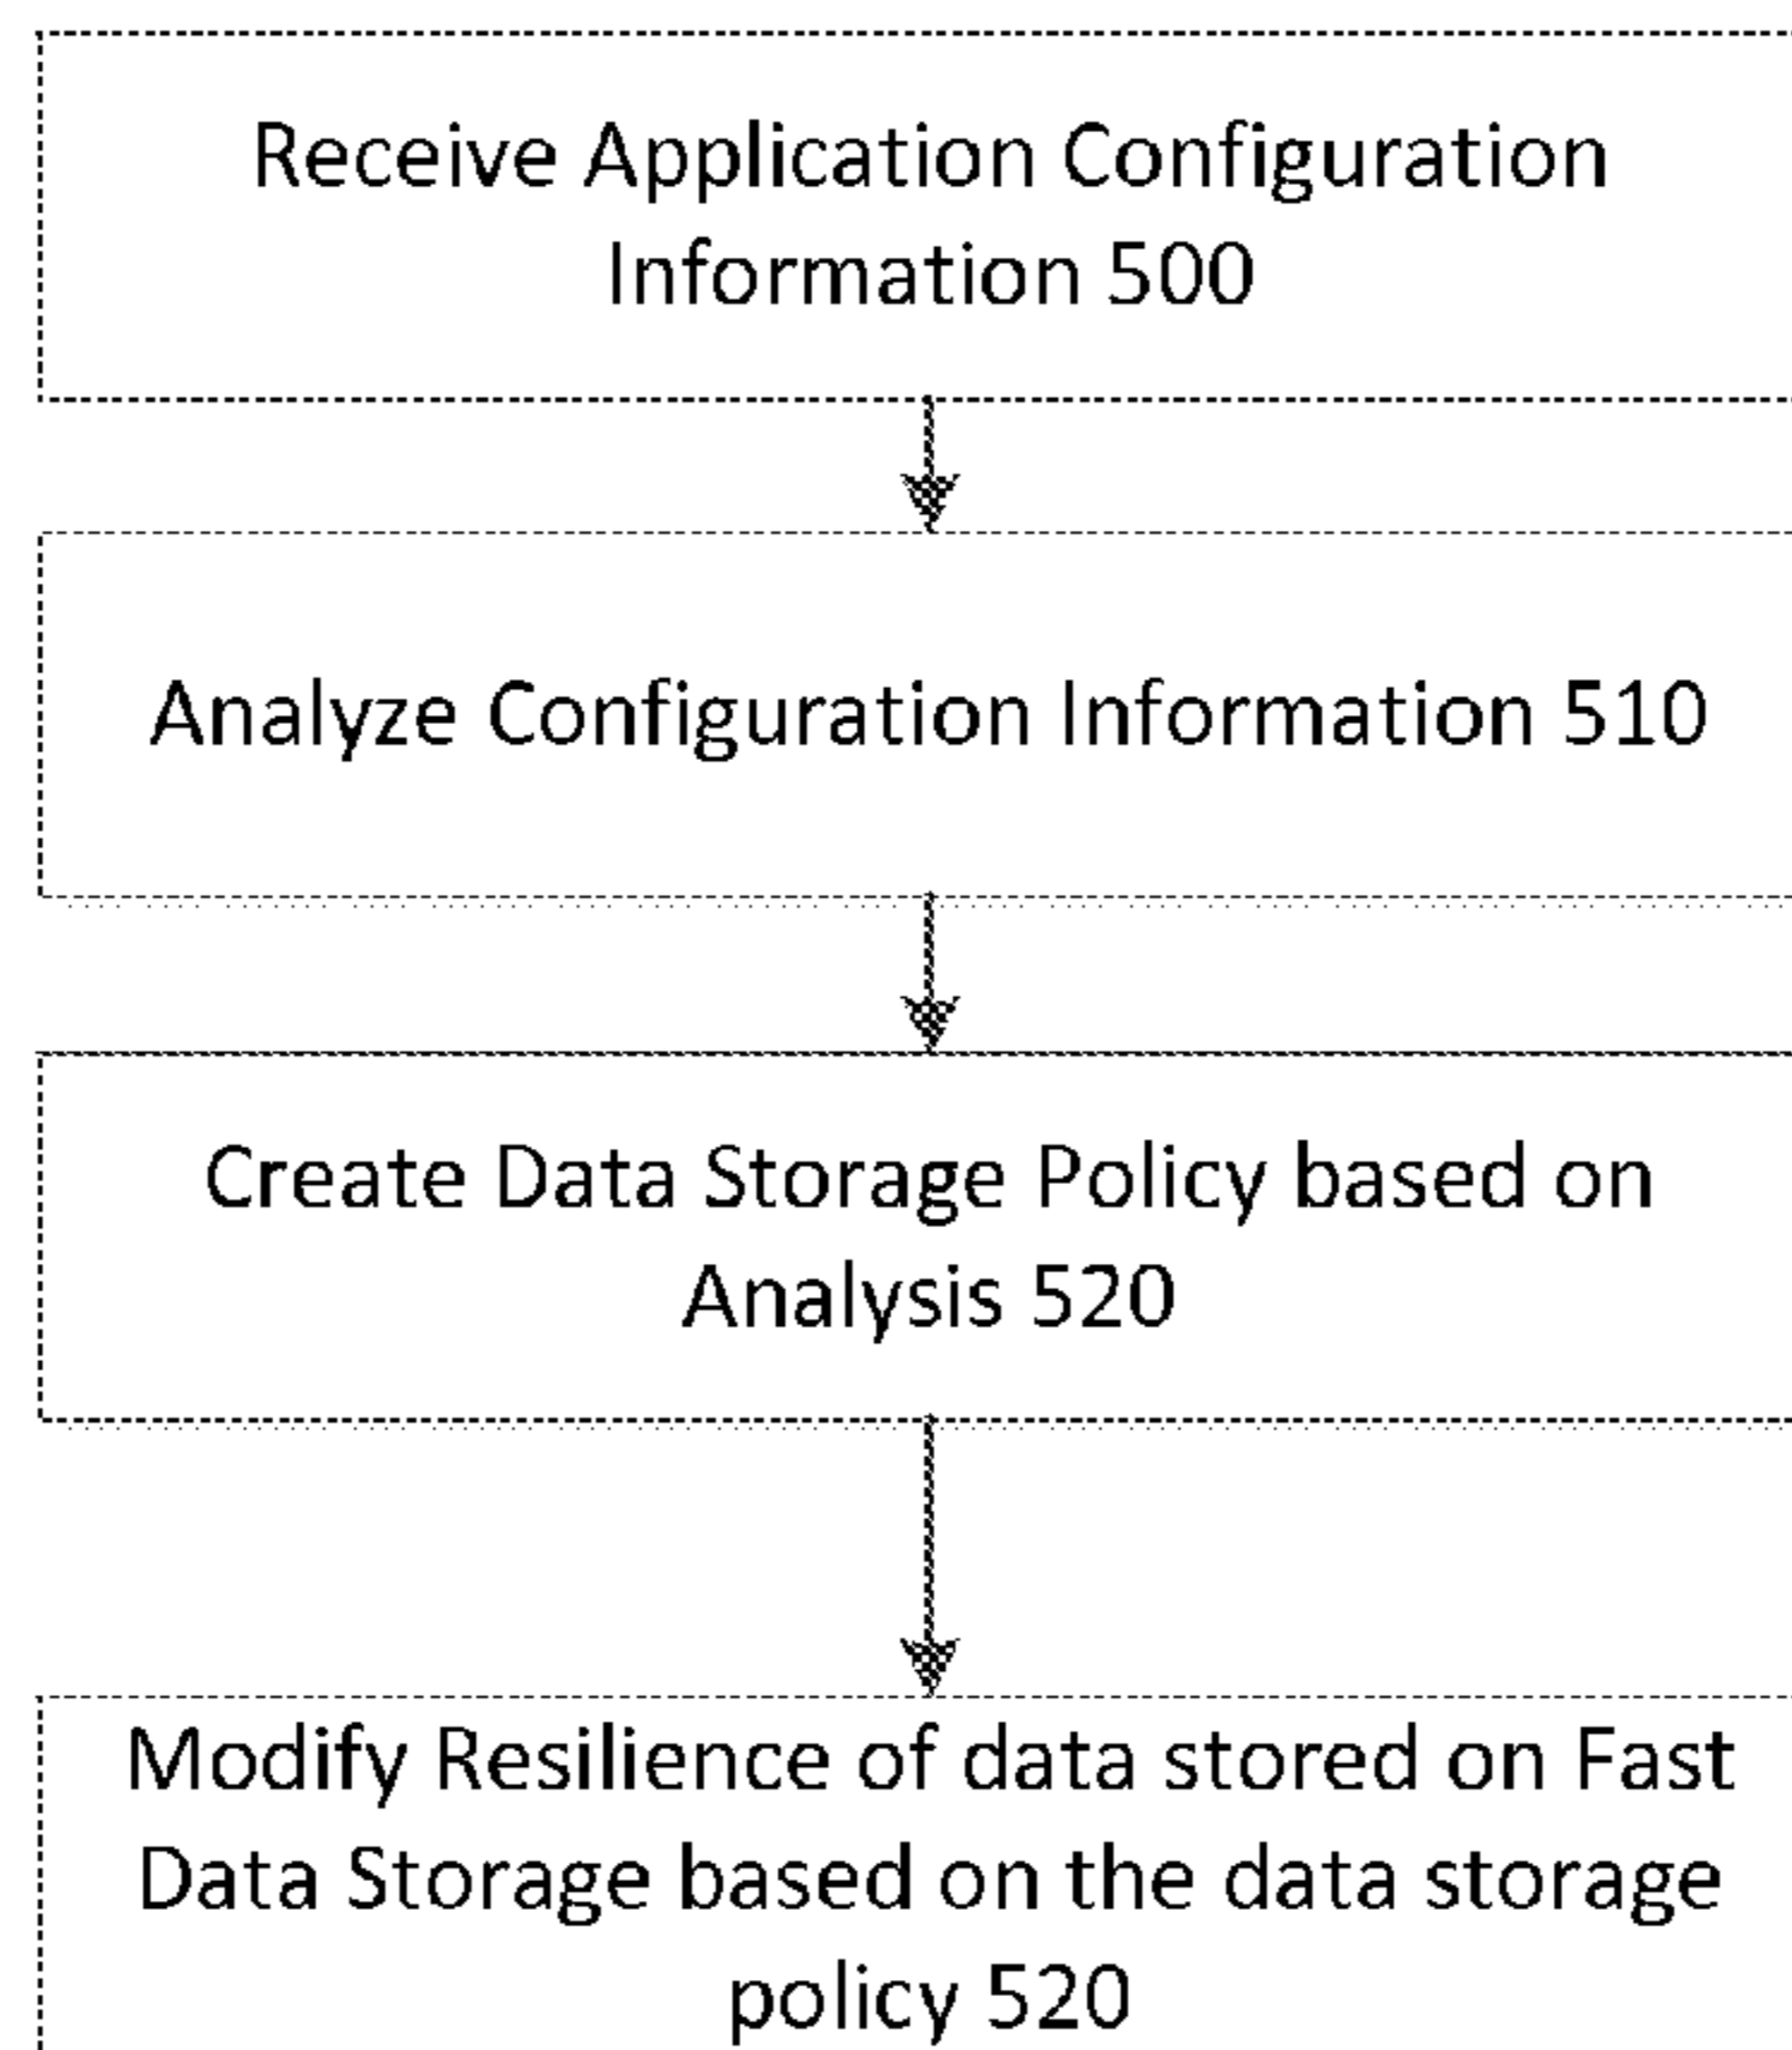 Receive Application Configuration
Information 500
Analyze Configuration Information 510
Create Data Storage Policy based on
Analysis 520
Modify Resilience of data stored on Fast
Data Storage based on the data storage
policy 520